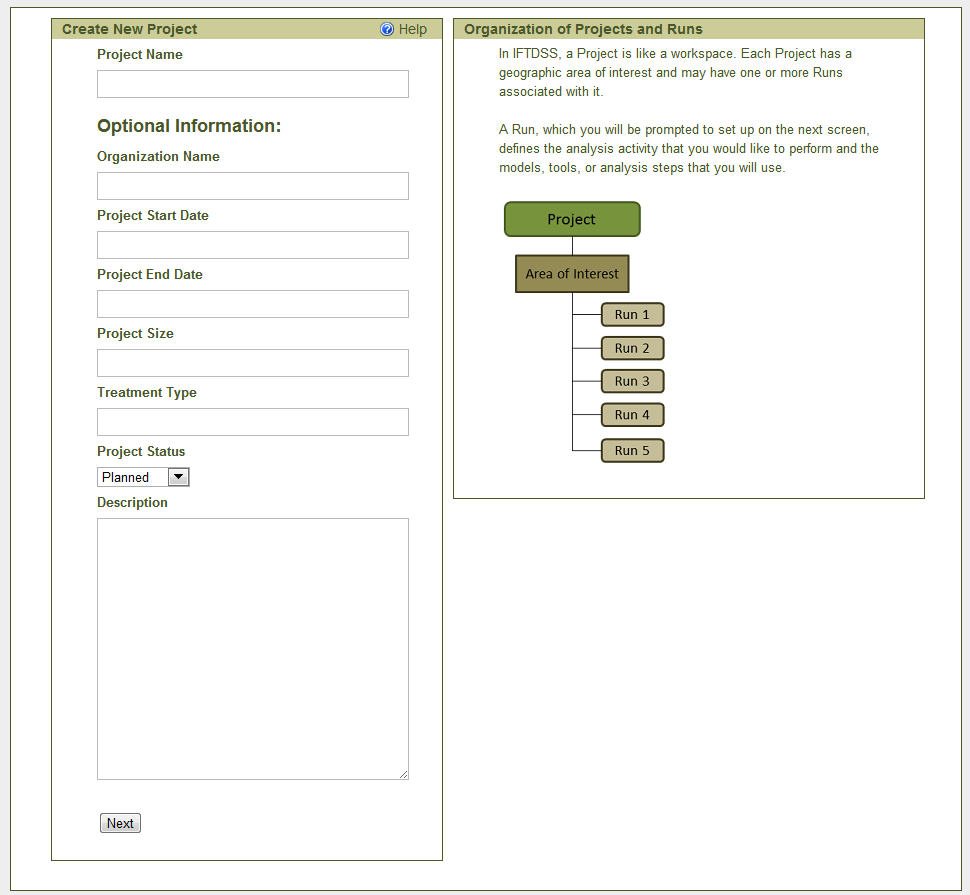 Create New Project
Help
Project Name
Optional Information:
Organization Name
Project Start Date
Project End Date
Project Size
Treatment Type
Project Status
Planned
Description
Next
Organization of Projects and Runs
In IFTDSS, a Project is like a workspace. Each Project has a
geographic area of interest and may have one or more Runs
associated with it.
A Run, which you will be prompted to set up on the next screen,
defines the analysis activity that you would like to perform and the
models, tools, or analysis steps that you will use.
Project
Area of Interest
Run 1
Run 2
Run 3
Run 4
Run 5